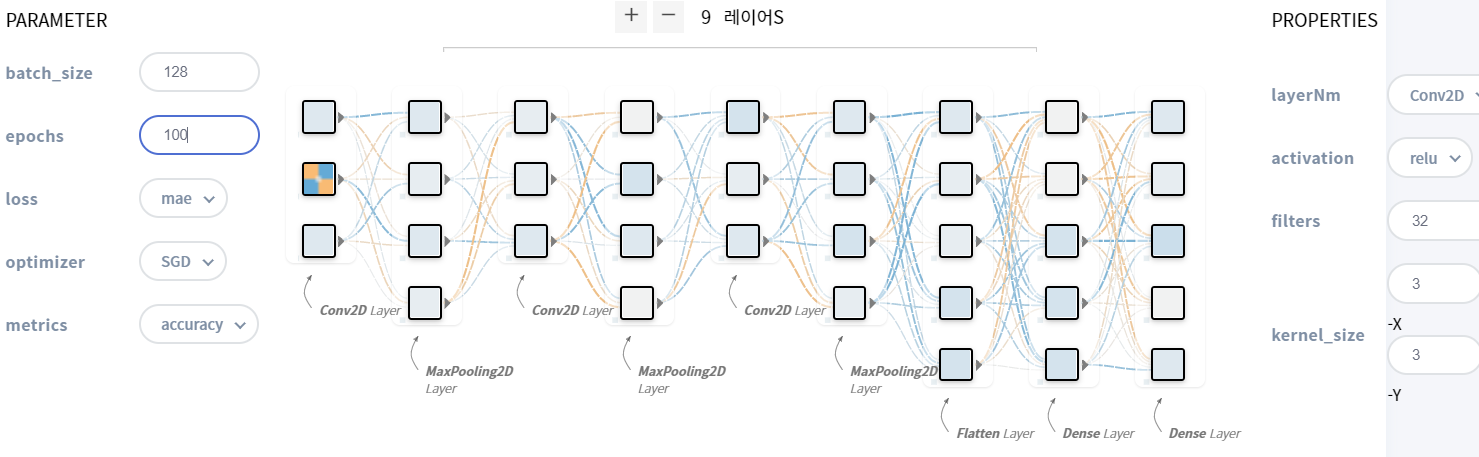 PARAMETER
batch_size
128
epochs
100
loss
mae
optimizer
SGD
metrics
accuracy
+ − 9 레이어S
Conv2D Layer
MaxPooling2D
Layer
Conv2D Layer
MaxPooling2D
Layer
Conv2D Layer
MaxPooling2D
Layer
Flatten Layer
Dense Layer
Dense Layer
PROPERTIES
layerNm
Conv2D
activation
relu
filters
32
kernel_size
3
-X
3
-Y